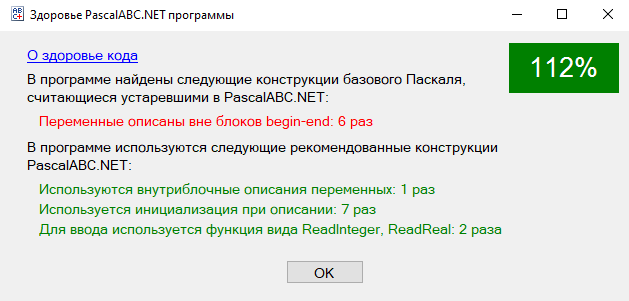 Здоровье PascalABC.NET программы
О здоровье кода
112%
В программе найдены следующие конструкции базового Паскаля,
считающиеся устаревшими в PascalABC.NET:
Переменные описаны вне блоков begin-end: 6 раз
В программе используются следующие рекомендованные конструкции
PascalABC.NET:
Используются внутриблочные описания переменных: 1 раз
Используется инициализация при описании: 7 раз
Для ввода используется функция вида ReadInteger, ReadReal: 2 раза
OK